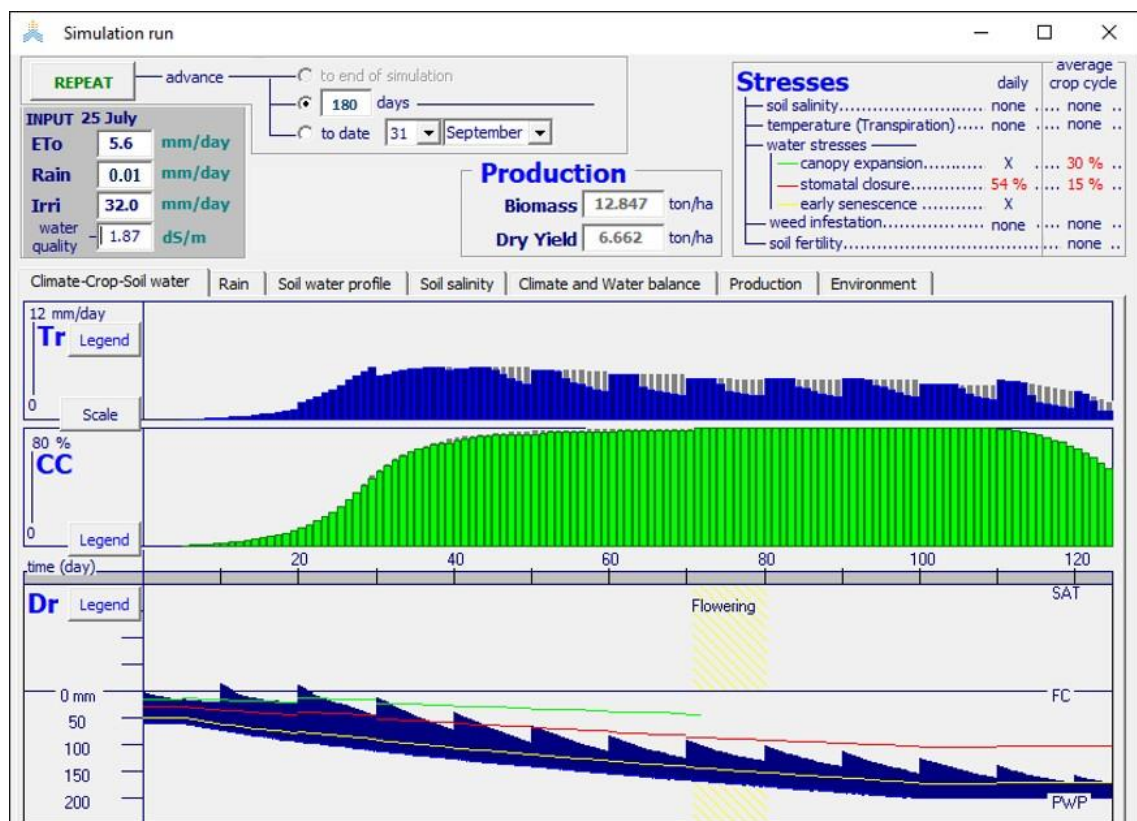 Simulation run
REPEAT
advance
to end of simulation
180 days
to date 31 September
INPUT 25 July
ETo 5.6 mm/day
Rain 0.01 mm/day
Irri 32.0 mm/day
water quality 1.87 dS/m
Production
Biomass 12.847 ton/ha
Dry Yield 6.662 ton/ha
Stresses daily average crop cycle
soil salinity................... none .... none ..
temperature (Transpiration)..... none .... none ..
water stresses
canopy expansion............ X .... 30 % ..
stomatal closure............... 54 % .... 15 % ..
early senescence ............ X
weed infestation ................ none .... none ..
soil fertility........................................ none ..
Climate-Crop-Soil water Rain Soil water profile Soil salinity Climate and Water balance Production Environment
12 mm/day
Tr Legend
0
Scale
80 %
CC
0
Legend
time (day) 20 40 60 80 100 120
Dr Legend
Flowering
SAT
0 mm
FC
50
100
150
200
PWP